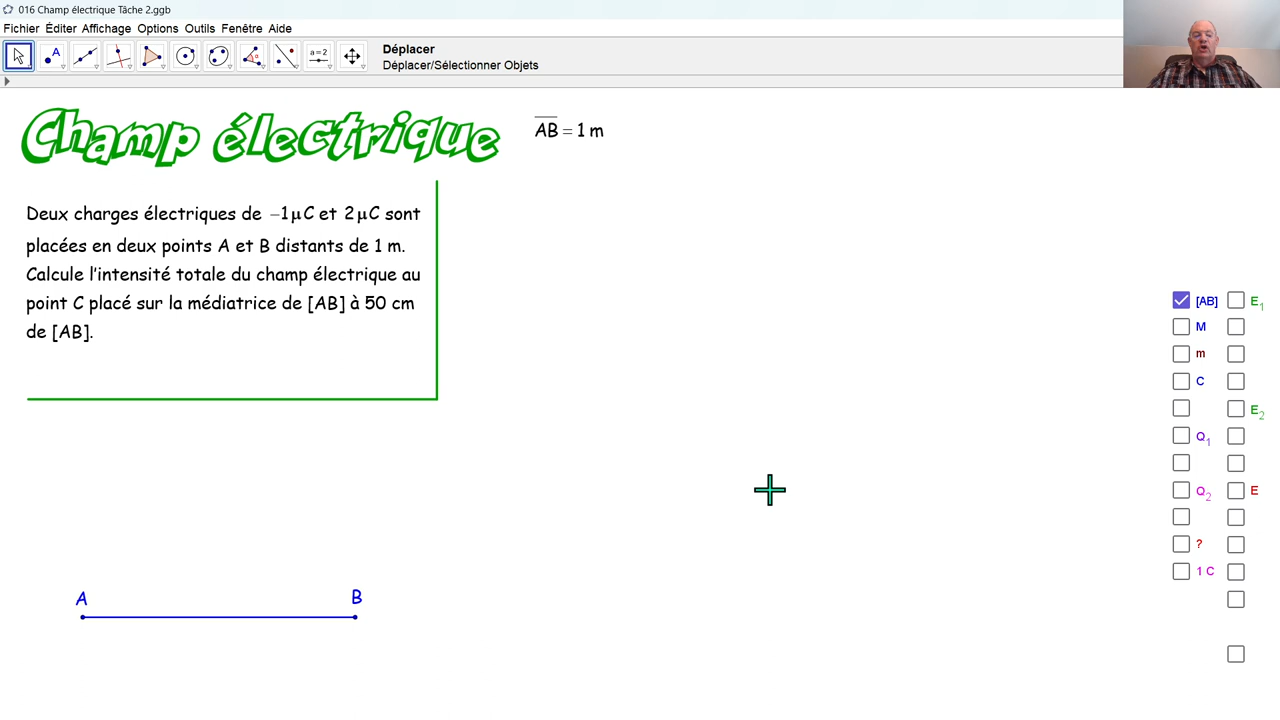 016 Champ électrique Tâche 2.ggb
Fichier Éditer Affichage Options Outils Fenêtre Aide
A a=2 Déplacer
Déplacer/Sélectionner Objets
Champ électrique
AB = 1 m
Deux charges électriques de −1 μC et 2 μC sont
placées en deux points A et B distants de 1 m.
Calcule l'intensité totale du champ électrique au
point C placé sur la médiatrice de [AB] à 50 cm
de [AB].
[AB] E1
M
m
C
E2
Q1
Q2 E
?
1 C
A B